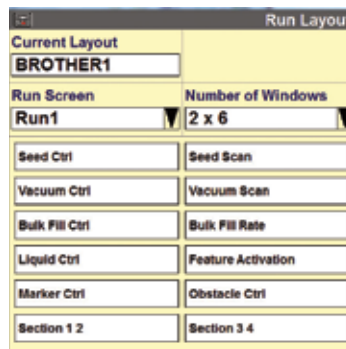 Run Layou
Current Layout
BROTHER1
Run Screen Number of Windows
Run1 2 x 6
Seed Ctrl Seed Scan
Vacuum Ctrl Vacuum Scan
Bulk Fill Ctrl Bulk Fill Rate
Liquid Ctrl Feature Activation
Marker Ctrl Obstacle Ctrl
Section 1 2 Section 3 4